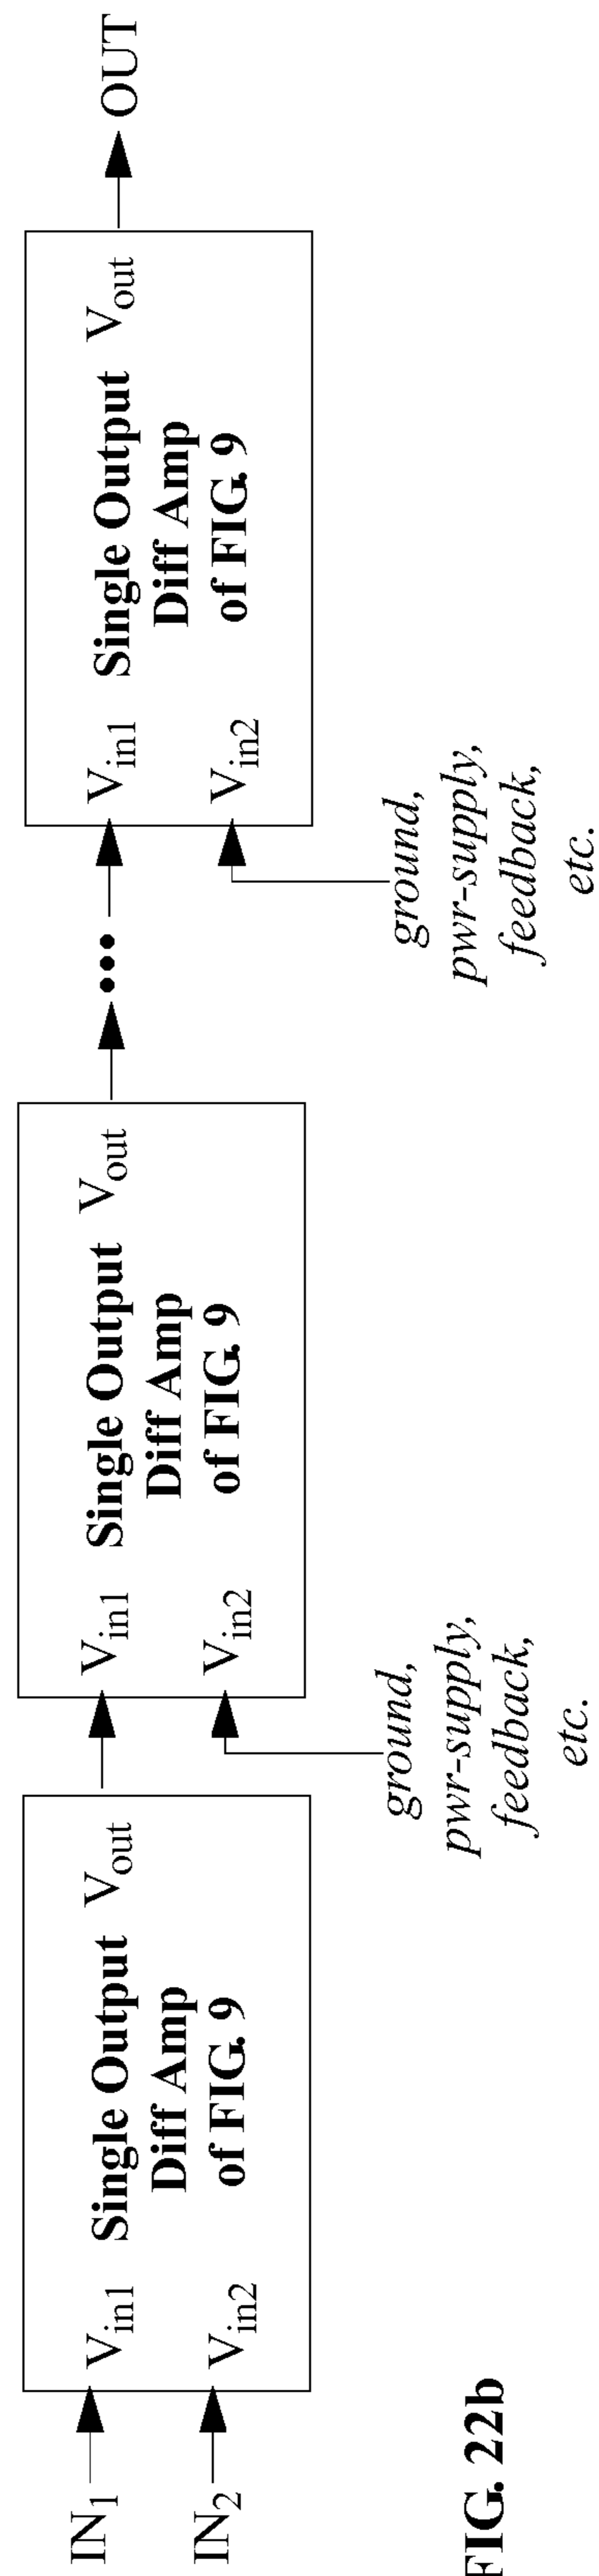 IN1
IN2
Vin1
Vin2
Single Output
Diff Amp
of FIG. 9
Vout
ground,
pwr-supply,
feedback,
etc.
Vin1
Vin2
Single Output
Diff Amp
of FIG. 9
Vout
•••
ground,
pwr-supply,
feedback,
etc.
Vin1
Vin2
Single Output
Diff Amp
of FIG. 9
Vout
OUT
FIG. 22b